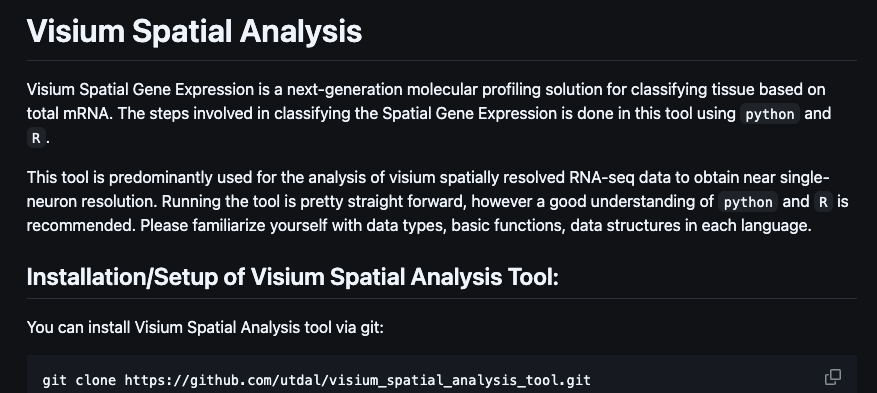 Visium Spatial Analysis
Visium Spatial Gene Expression is a next-generation molecular profiling solution for classifying tissue based on
total mRNA. The steps involved in classifying the Spatial Gene Expression is done in this tool using python and
R.
This tool is predominantly used for the analysis of visium spatially resolved RNA-seq data to obtain near single-
neuron resolution. Running the tool is pretty straight forward, however a good understanding of python and R is
recommended. Please familiarize yourself with data types, basic functions, data structures in each language.
Installation/Setup of Visium Spatial Analysis Tool:
You can install Visium Spatial Analysis tool via git:
git clone https://github.com/utdal/visium_spatial_analysis_tool.git